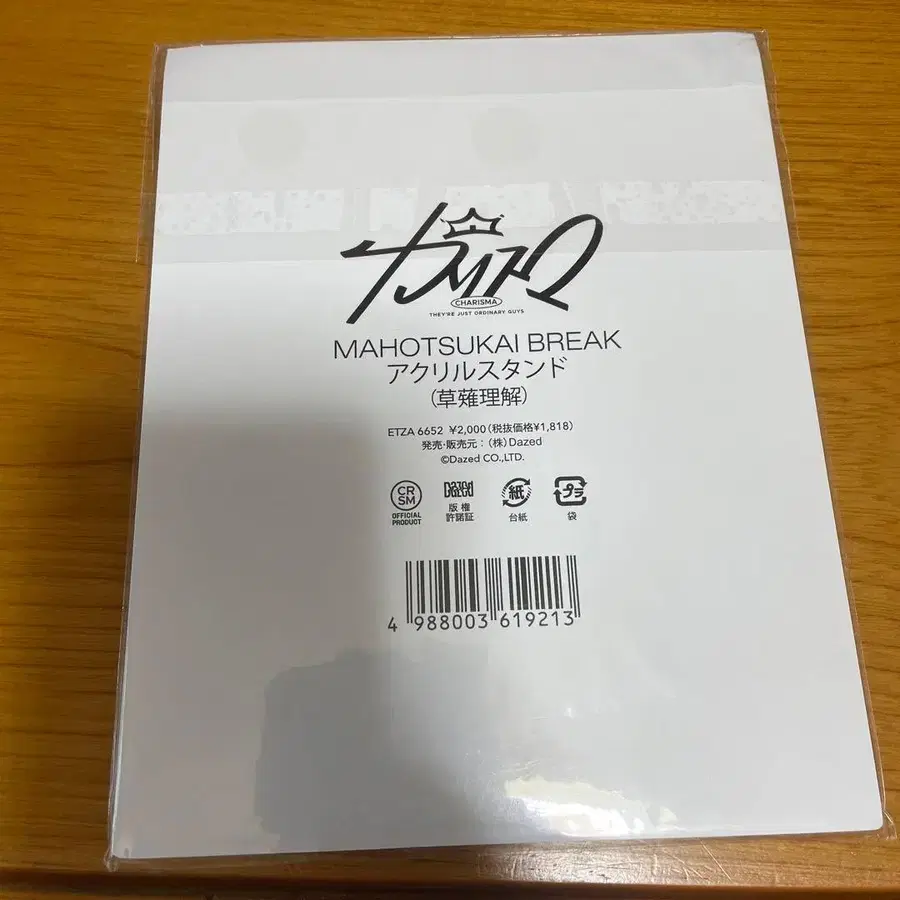 カリスマ
CHARISMA
THEY'RE JUST ORDINARY GUYS
MAHOTSUKAI BREAK
アクリルスタンド
(草薙理解)
ETZA 6652 ¥2,000(税抜価格¥1,818)
発売・販売元:(株)Dazed
©Dazed CO.,LTD.
CR
SM
OFFICIAL
PRODUCT
Dazed
版権
許諾証
紙
台紙
プラ
袋
4 988003 619213